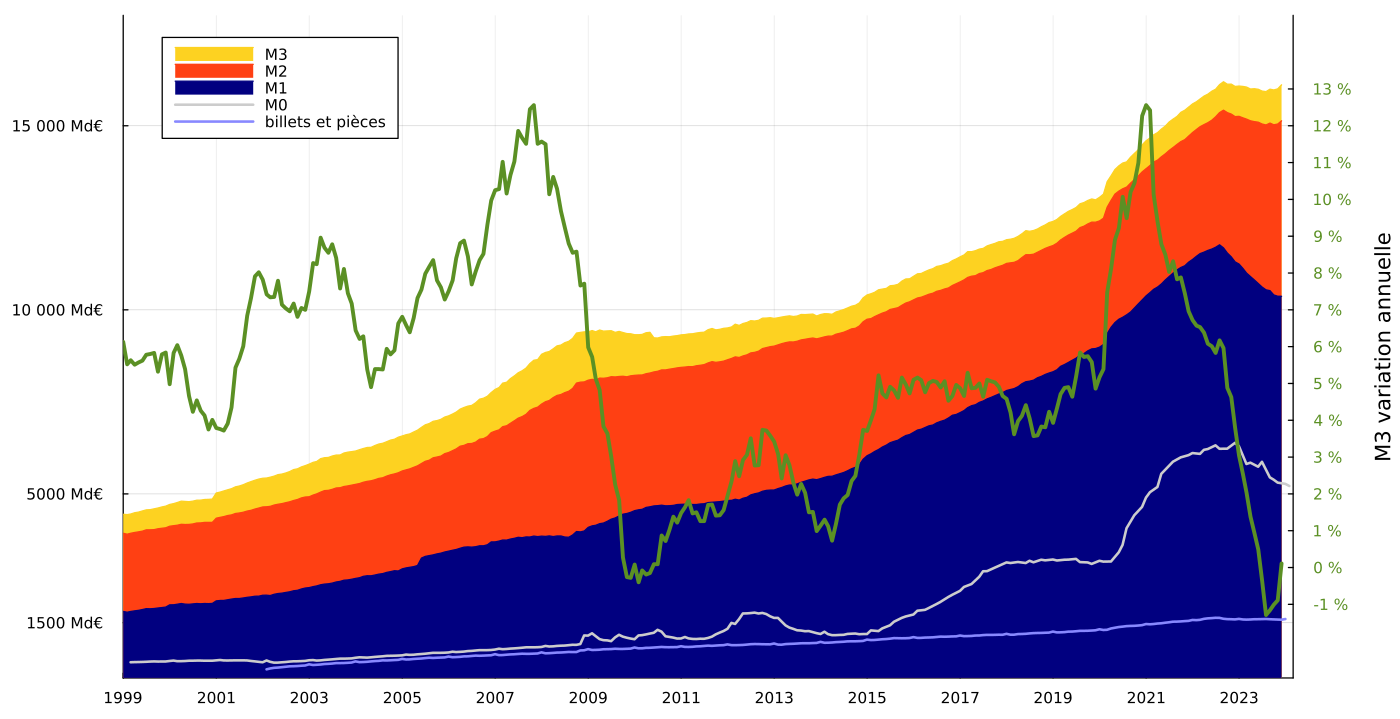 M3
M2
M1
M0
billets et pièces
15 000 Md€
10 000 Md€
5000 Md€
1500 Md€
13 %
12 %
11 %
10 %
9 %
8 %
7 %
6 %
5 %
4 %
3 %
2 %
1 %
0 %
-1 %
M3 variation annuelle
1999 2001 2003 2005 2007 2009 2011 2013 2015 2017 2019 2021 2023